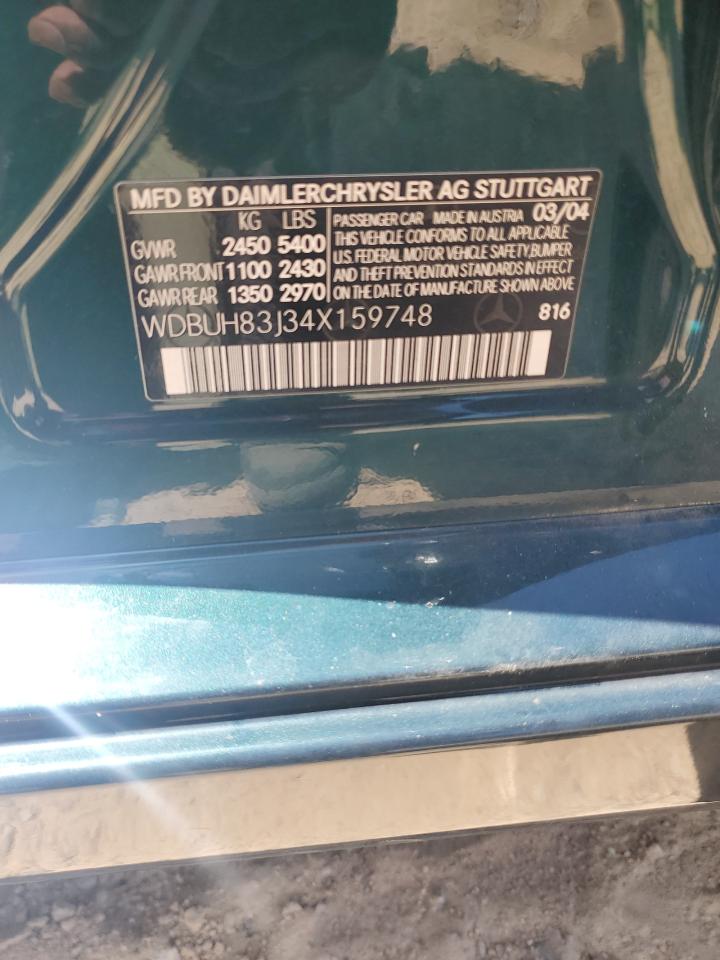 MFD BY DAIMLERCHRYSLER AG STUTTGART
KG LBS
GVWR 2450 5400
GAWR FRONT 1100 2430
GAWR REAR 1350 2970
PASSENGER CAR MADE IN AUSTRIA 03/04
THIS VEHICLE CONFORMS TO ALL APPLICABLE
U.S. FEDERAL MOTOR VEHICLE SAFETY, BUMPER
AND THEFT PREVENTION STANDARDS IN EFFECT
ON THE DATE OF MANUFACTURE SHOWN ABOVE
WDBUH83J34X159748
816